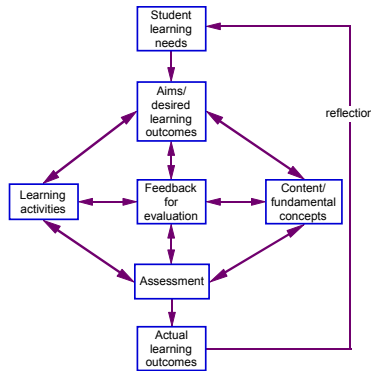 Student
learning
needs
Aims/
desired
learning
outcomes
reflection
Learning
activities
Feedback
for
evaluation
Content/
fundamental
concepts
Assessment
Actual
learning
outcomes